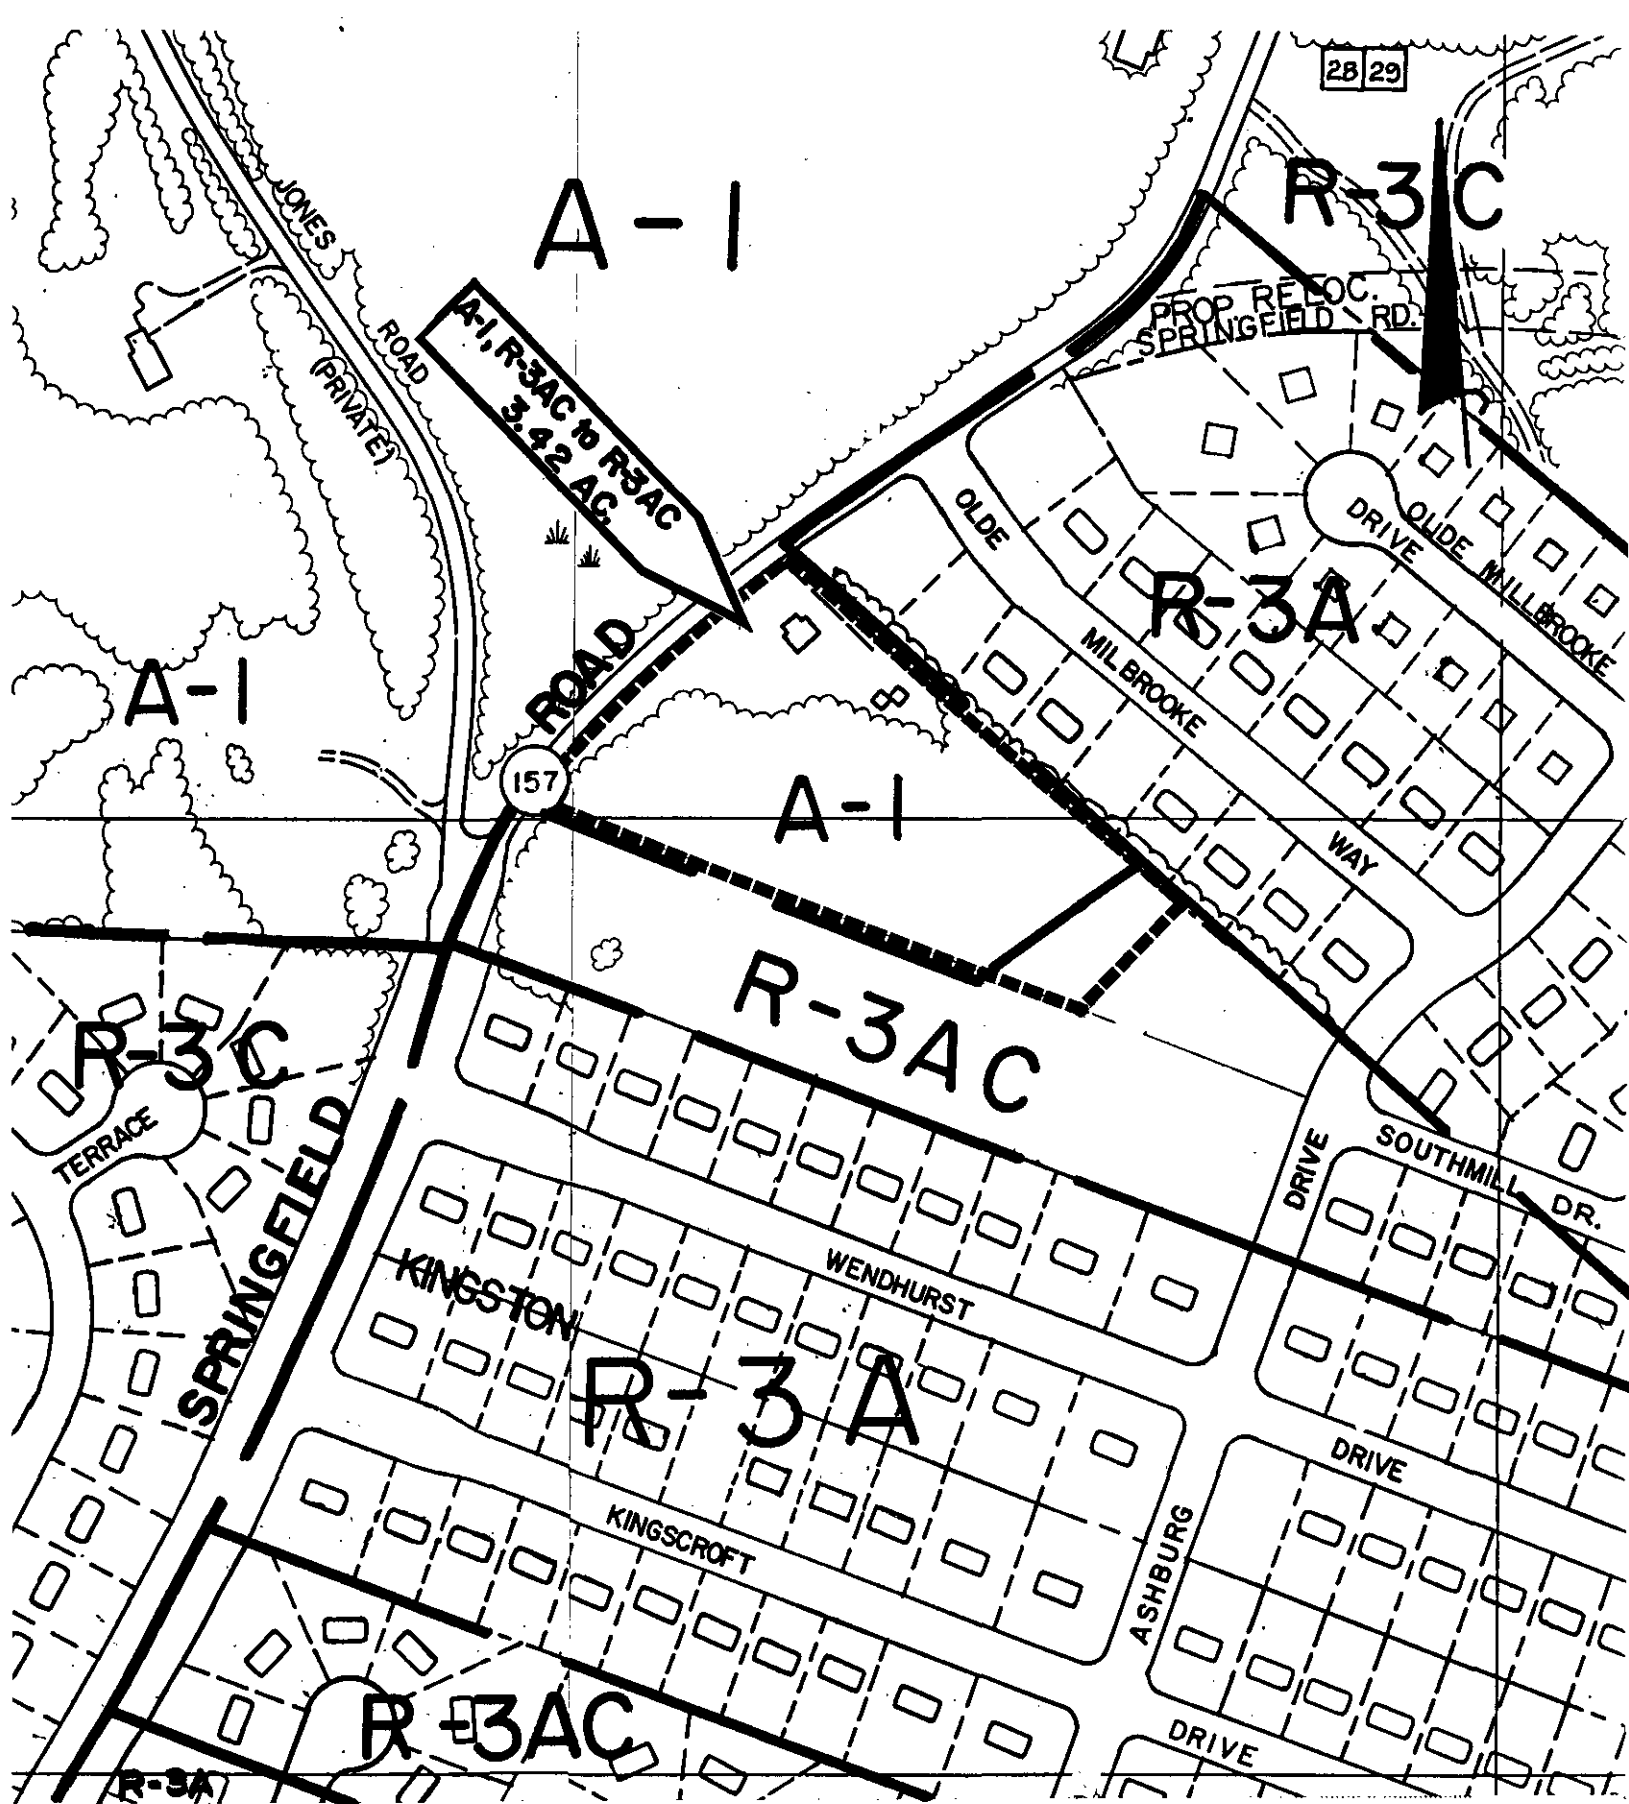 28 29
R-3C
A-1
JONES
ROAD
(PRIVATE)
PROP. RELOC.
SPRINGFIELD RD.
A-1, R-3AC to R-3AC
3.42 AC.
OLDE
DRIVE
OLDE MILLBROOKE
R-3A
MILBROOKE
WAY
ROAD
A-1
157
A-1
R-3AC
R-3C
TERRACE
SPRINGFIELD
DRIVE
SOUTHMILL DR.
WENDHURST
KINGSTON
R-3A
DRIVE
KINGSCROFT
ASHBURG
DRIVE
R-3AC
R-3A